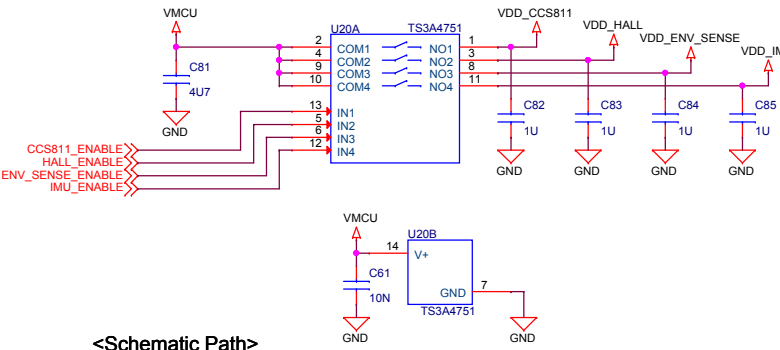 VMCU
U20A
TS3A4751
VDD_CCS811
VDD_HALL
VDD_ENV_SENSE
VDD_IM
2 COM1 NO1 1
4 COM2 NO2 3
9 COM3 NO3 8
10 COM4 NO4 11
C81
4U7
GND
13 IN1
5 IN2
6 IN3
12 IN4
CCS811_ENABLE
HALL_ENABLE
ENV_SENSE_ENABLE
IMU_ENABLE
C82
1U
GND
C83
1U
GND
C84
1U
GND
C85
1U
GND
VMCU
U20B
14 V+
C61
10N
GND 7
TS3A4751
GND
GND
<Schematic Path>